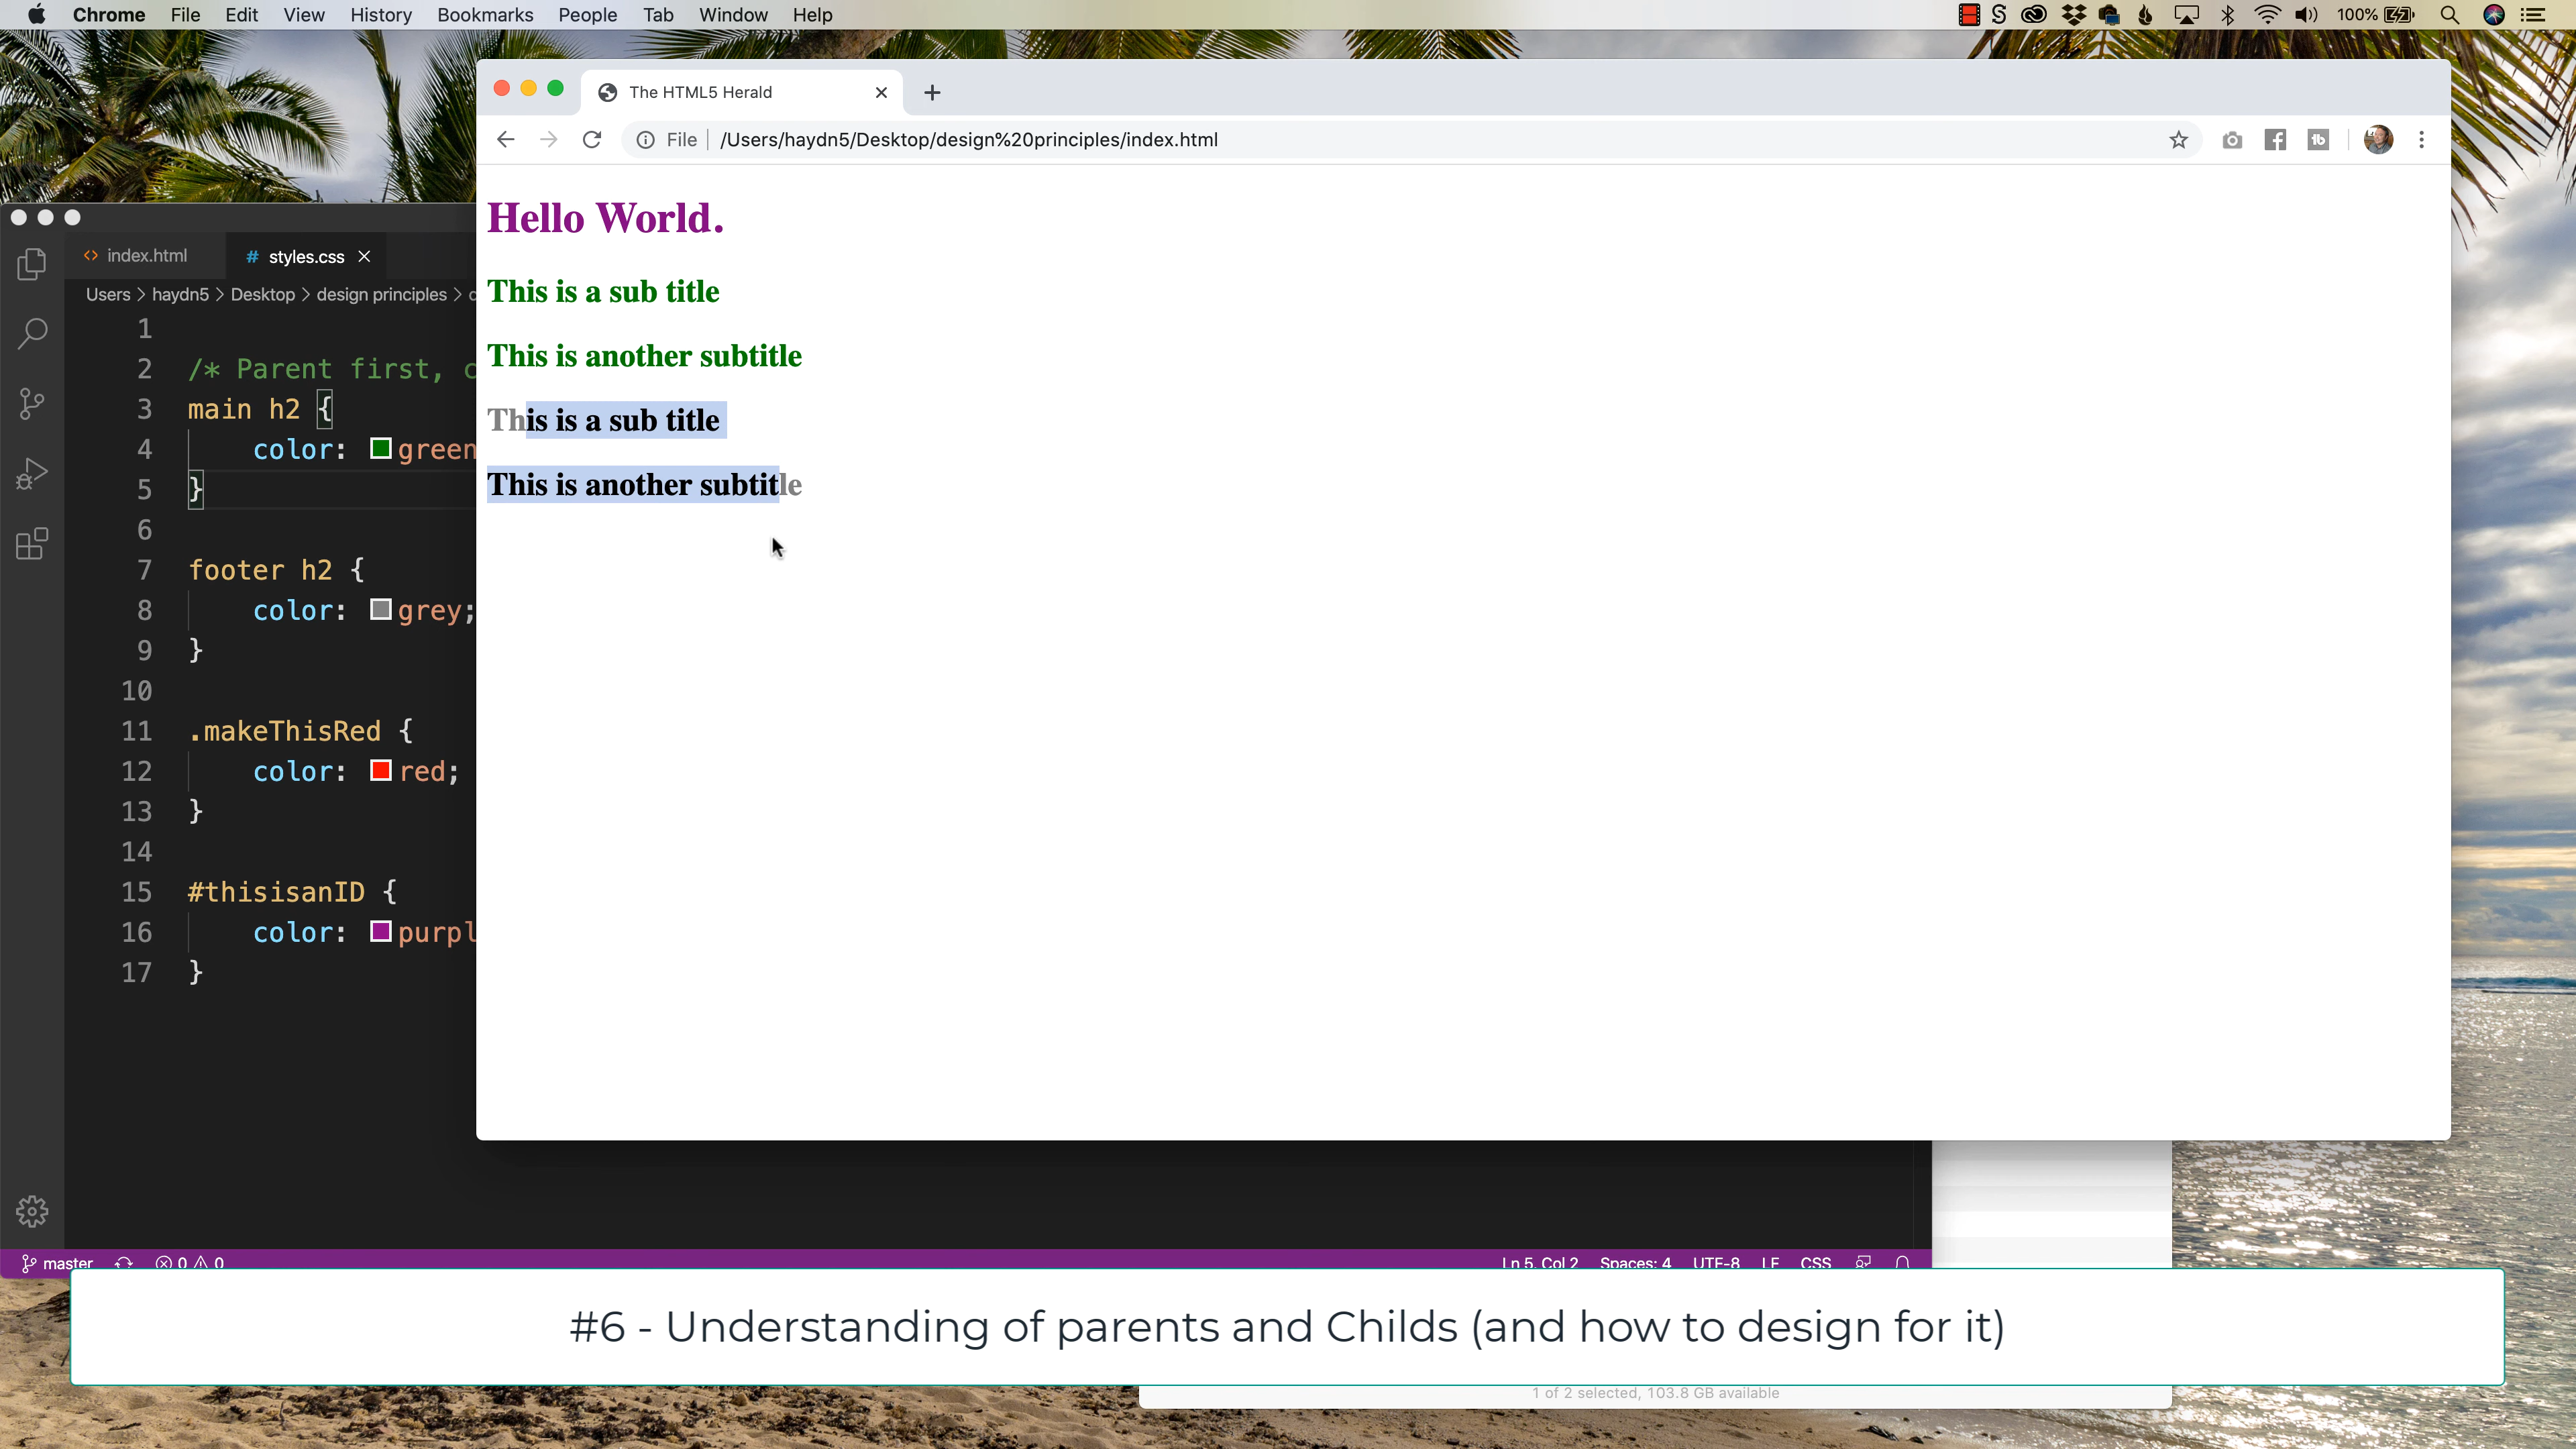 Chrome File Edit View History Bookmarks People Tab Window Help
100%
The HTML5 Herald
File /Users/haydn5/Desktop/design%20principles/index.html
Hello World.
This is a sub title
This is another subtitle
This is a sub title
This is another subtitle
index.html
# styles.css
Users > haydn5 > Desktop > design principles >
1
2 /* Parent first,
3 main h2 {
4 color: green
5 }
6
7 footer h2 {
8 color: grey;
9 }
10
11 .makeThisRed {
12 color: red;
13 }
14
15 #thisisanID {
16 color: purpl
17 }
master 0 0 Ln 5, Col 2 Spaces: 4 UTF-8 LF CSS
#6 - Understanding of parents and Childs (and how to design for it)
1 of 2 selected, 103.8 GB available